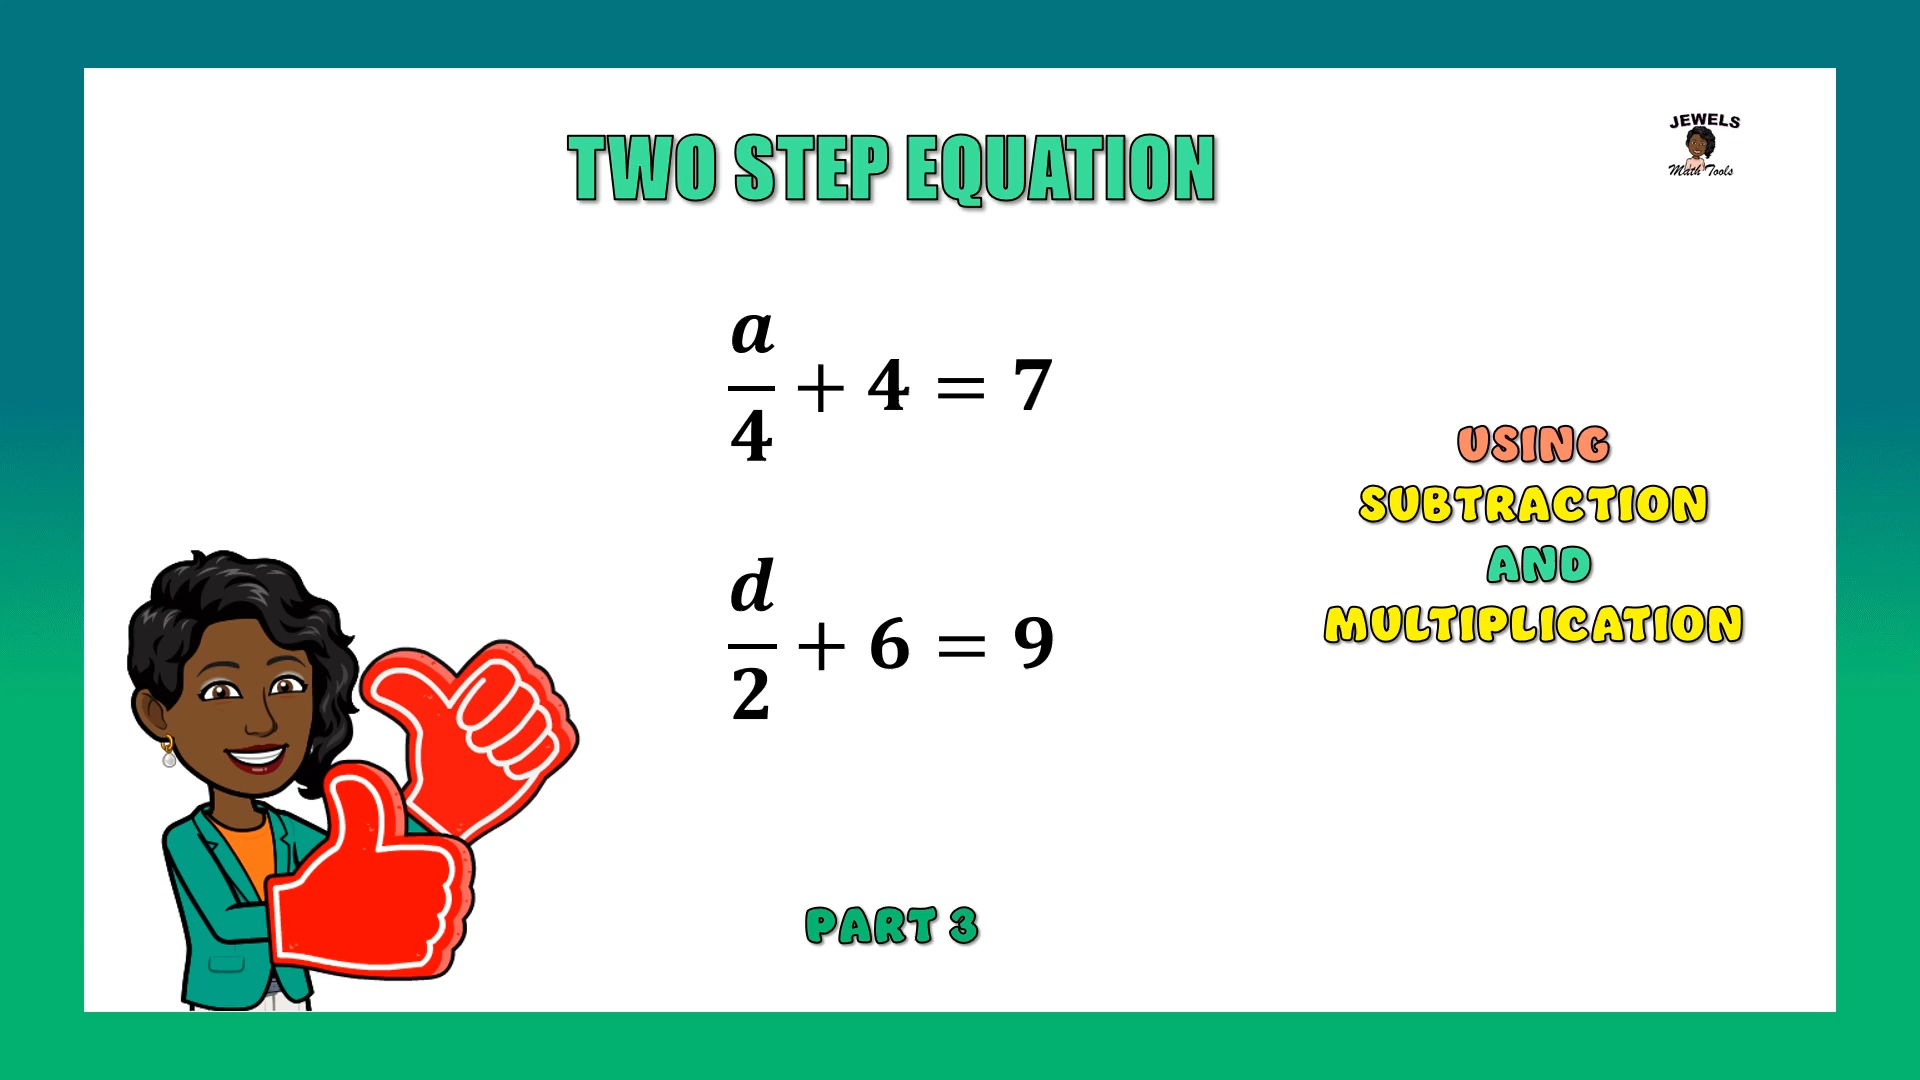 TWO STEP EQUATION
JEWELS
Math Tools
a/4 + 4 = 7
d/2 + 6 = 9
USING
SUBTRACTION
AND
MULTIPLICATION
PART 3